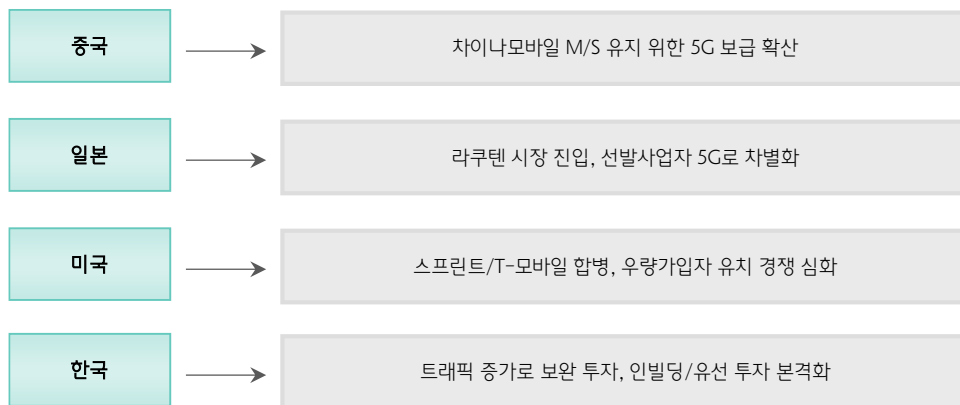 중국
차이나모바일 M/S 유지 위한 5G 보급 확산
일본
라쿠텐 시장 진입, 선발사업자 5G로 차별화
미국
스프린트/T-모바일 합병, 우량가입자 유치 경쟁 심화
한국
트래픽 증가로 보완 투자, 인빌딩/유선 투자 본격화